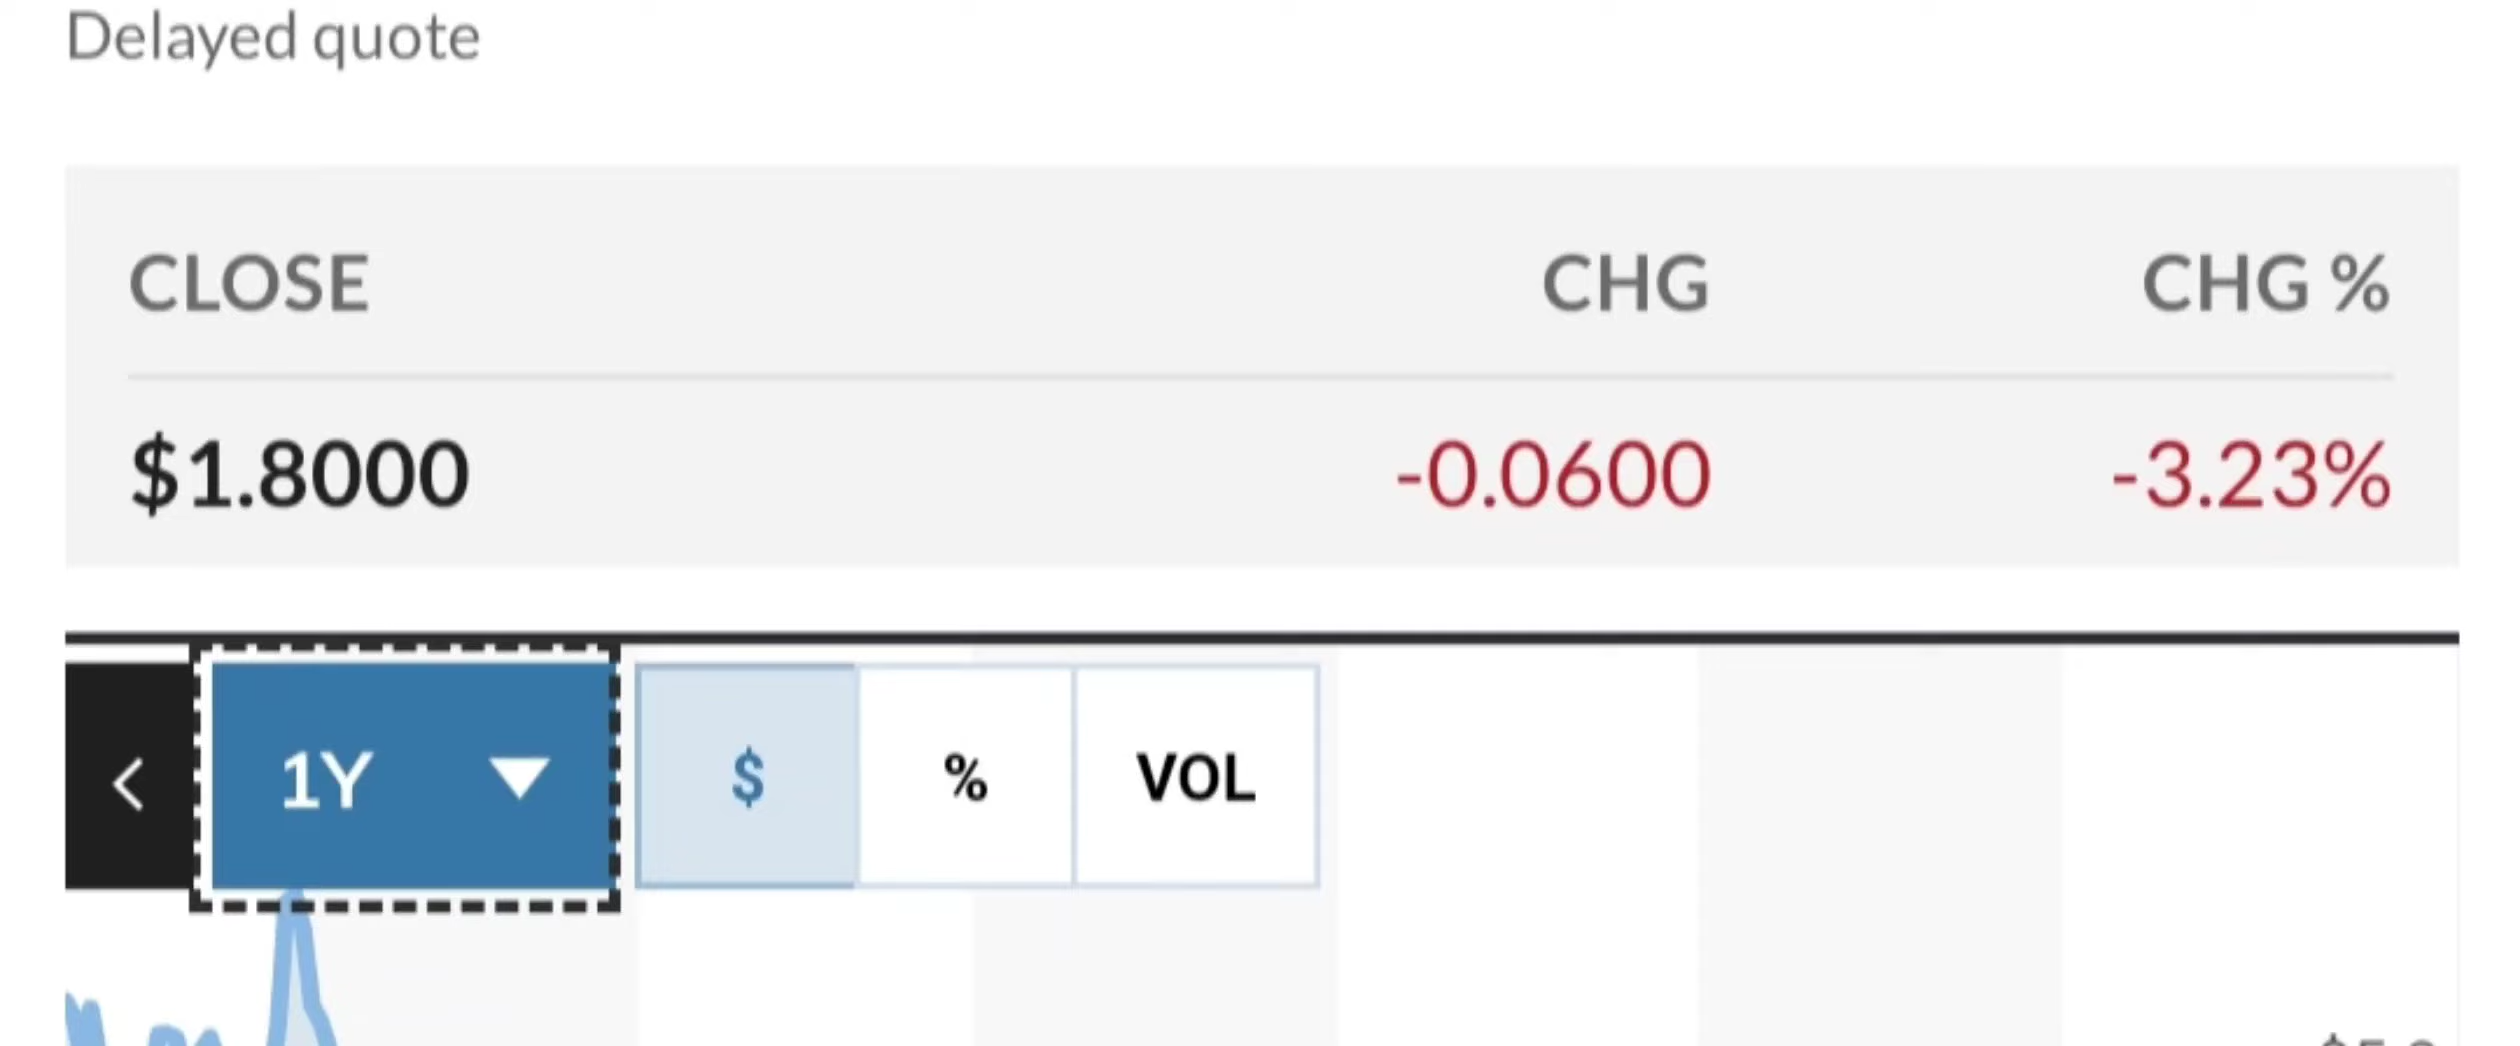 Delayed quote
CLOSE CHG CHG %
$1.8000 -0.0600 -3.23%
1Y $ % VOL